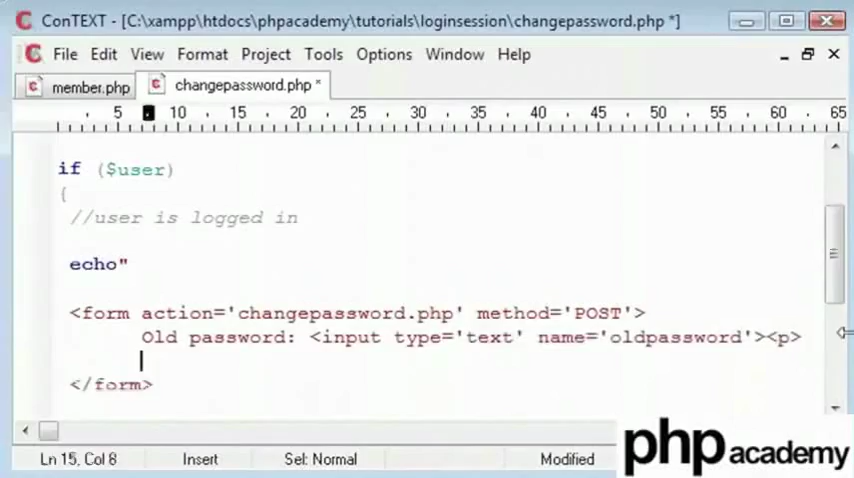 ConTEXT - [C:\xampp\htdocs\phpacademy\tutorials\loginsession\changepassword.php *]
File Edit View Format Project Tools Options Window Help
member.php changepassword.php *
5 10 15 20 25 30 35 40 45 50 55 60 65
if ($user)
{
//user is logged in
echo"
<form action='changepassword.php' method='POST'>
Old password: <input type='text' name='oldpassword'><p>
</form>
Ln 15, Col 8 Insert Sel: Normal Modified
php academy